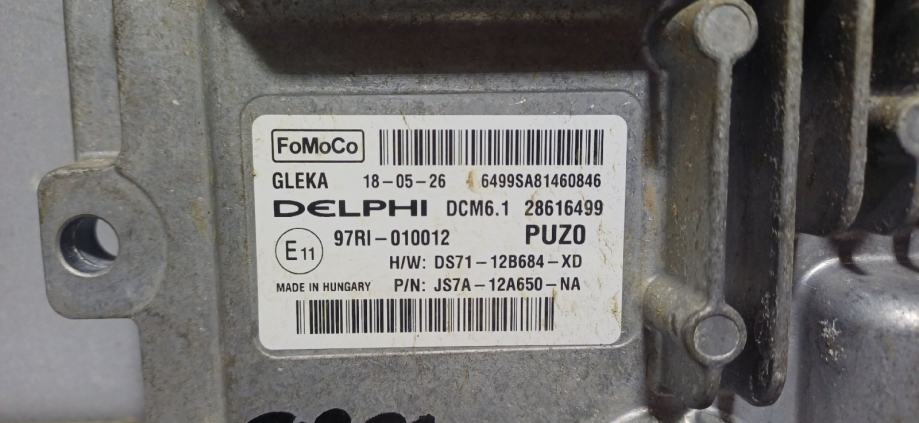 FoMoCo
GLEKA 18-05-26 6499SA81460846
DELPHI DCM6.1 28616499
E11 97RI-010012 PUZ0
H/W: DS71-12B684-XD
MADE IN HUNGARY P/N: JS7A-12A650-NA